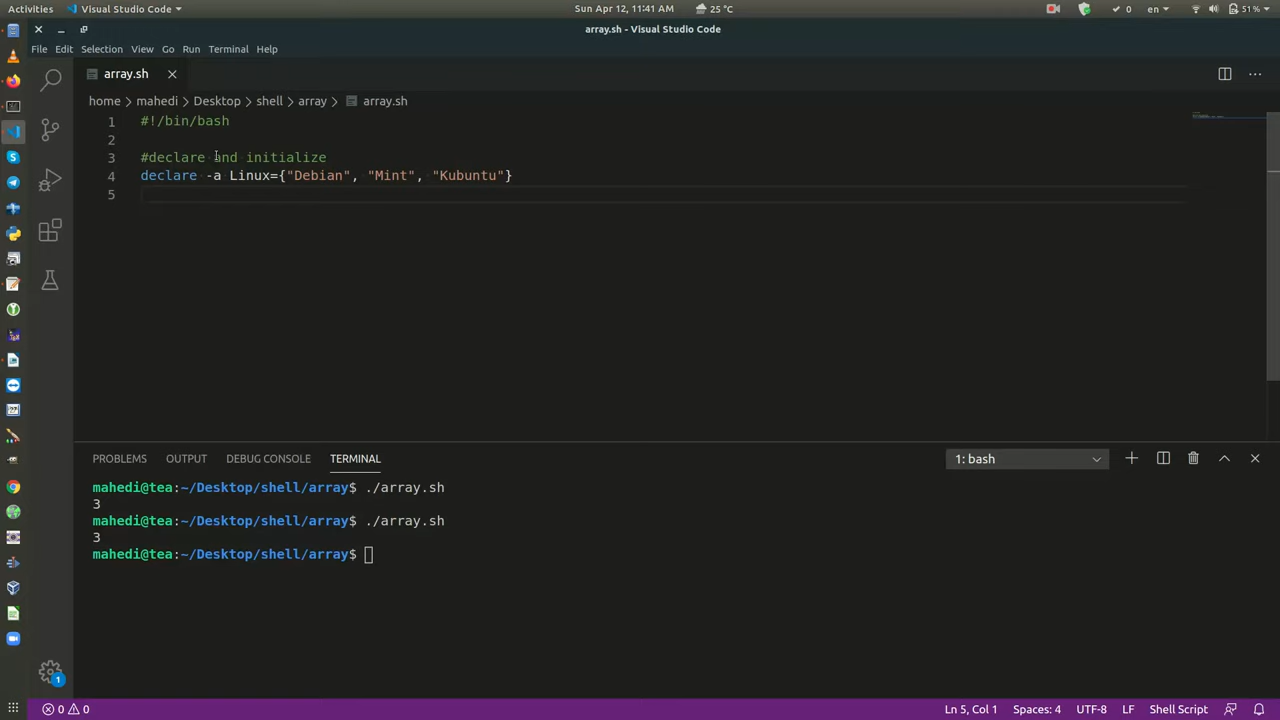 Activities Visual Studio Code Sun Apr 12, 11:41 AM 25 °C 0 en 51 %
array.sh - Visual Studio Code
File Edit Selection View Go Run Terminal Help
array.sh
home > mahedi > Desktop > shell > array > array.sh
1 #!/bin/bash
2
3 #declare and initialize
4 declare -a Linux={"Debian", "Mint", "Kubuntu"}
5
PROBLEMS OUTPUT DEBUG CONSOLE TERMINAL 1: bash
mahedi@tea:~/Desktop/shell/array$ ./array.sh
3
mahedi@tea:~/Desktop/shell/array$ ./array.sh
3
mahedi@tea:~/Desktop/shell/array$
1
0 0 Ln 5, Col 1 Spaces: 4 UTF-8 LF Shell Script